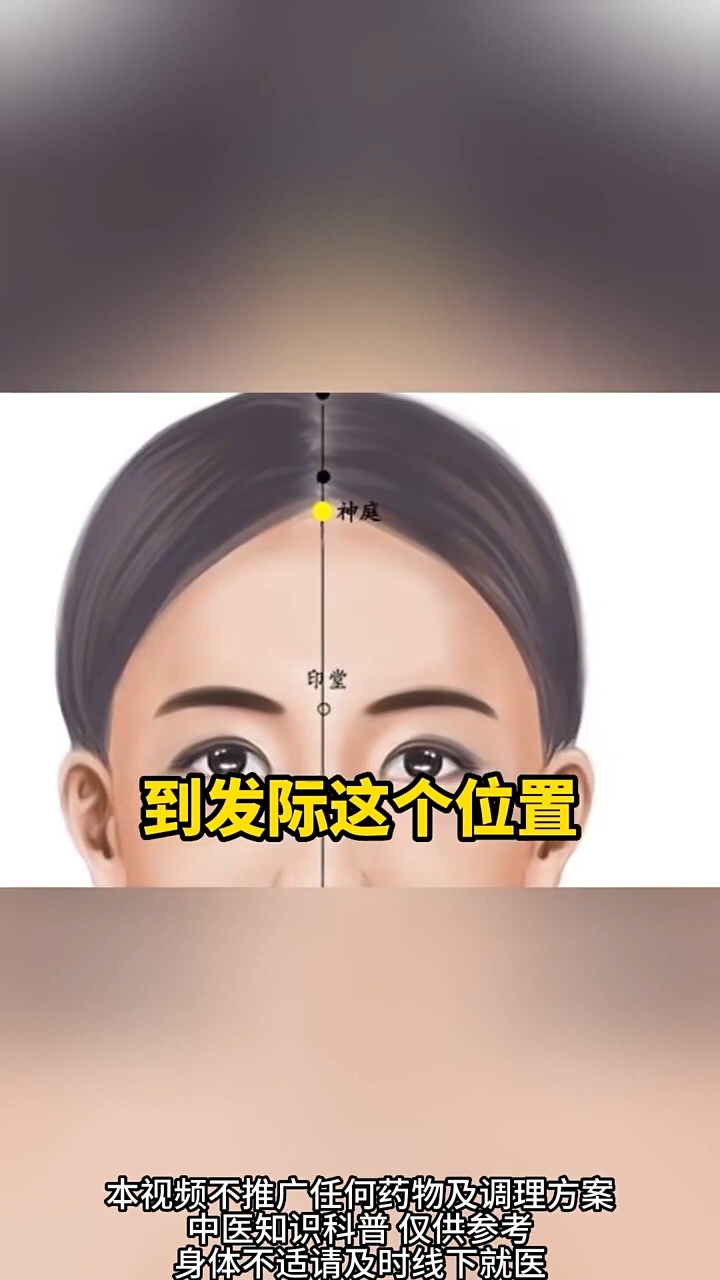 神庭
印堂
到发际这个位置
本视频不推广任何药物及调理方案
中医知识科普 仅供参考
身体不适请及时线下就医